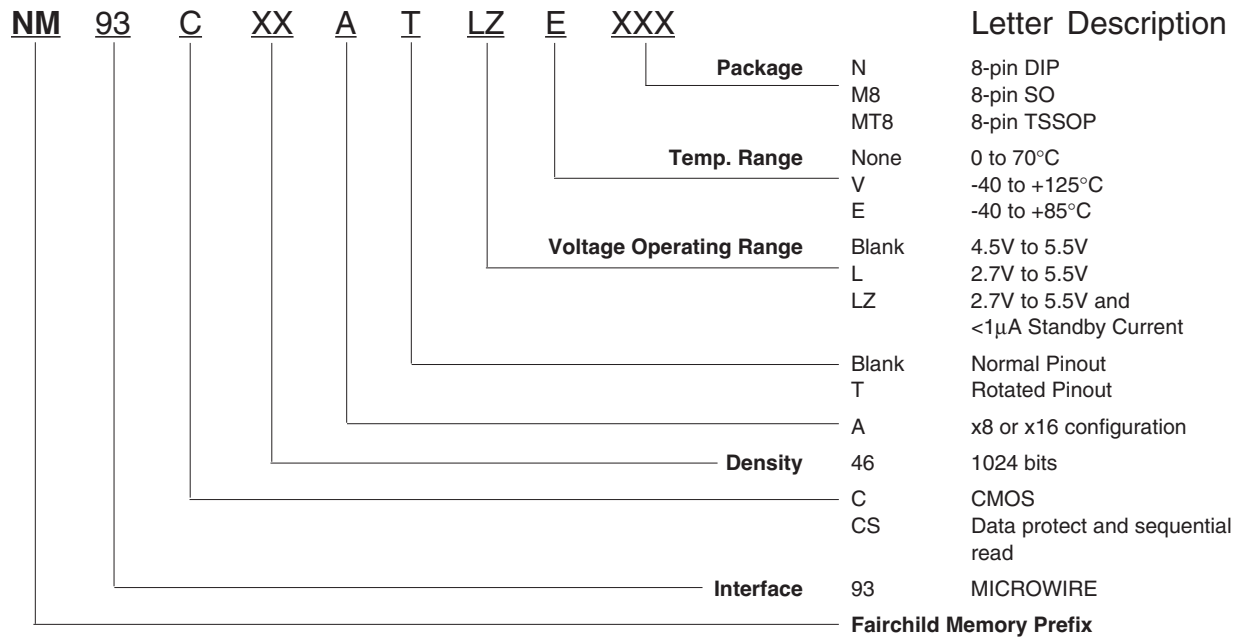 NM 93 C XX A T LZ E XXX Letter Description
Package N 8-pin DIP
M8 8-pin SO
MT8 8-pin TSSOP
Temp. Range None 0 to 70°C
V -40 to +125°C
E -40 to +85°C
Voltage Operating Range Blank 4.5V to 5.5V
L 2.7V to 5.5V
LZ 2.7V to 5.5V and
<1μA Standby Current
Blank Normal Pinout
T Rotated Pinout
A x8 or x16 configuration
Density 46 1024 bits
C CMOS
CS Data protect and sequential
read
Interface 93 MICROWIRE
Fairchild Memory Prefix